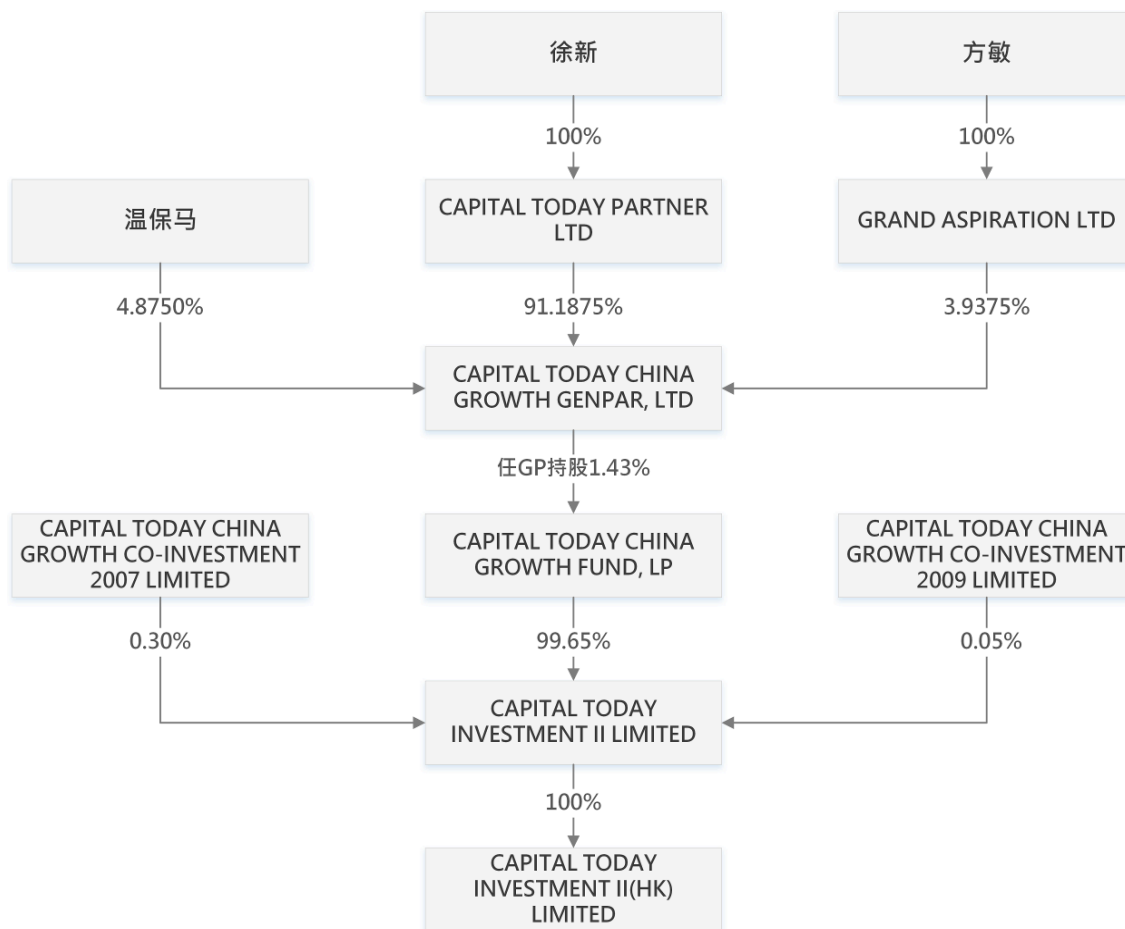 徐新
方敏
100%
100%
温保马
CAPITAL TODAY PARTNER
LTD
GRAND ASPIRATION LTD
4.8750%
91.1875%
3.9375%
CAPITAL TODAY CHINA
GROWTH GENPAR, LTD
任GP持股1.43%
CAPITAL TODAY CHINA
GROWTH CO-INVESTMENT
2007 LIMITED
CAPITAL TODAY CHINA
GROWTH FUND, LP
CAPITAL TODAY CHINA
GROWTH CO-INVESTMENT
2009 LIMITED
0.30%
99.65%
0.05%
CAPITAL TODAY
INVESTMENT II LIMITED
100%
CAPITAL TODAY
INVESTMENT II(HK)
LIMITED